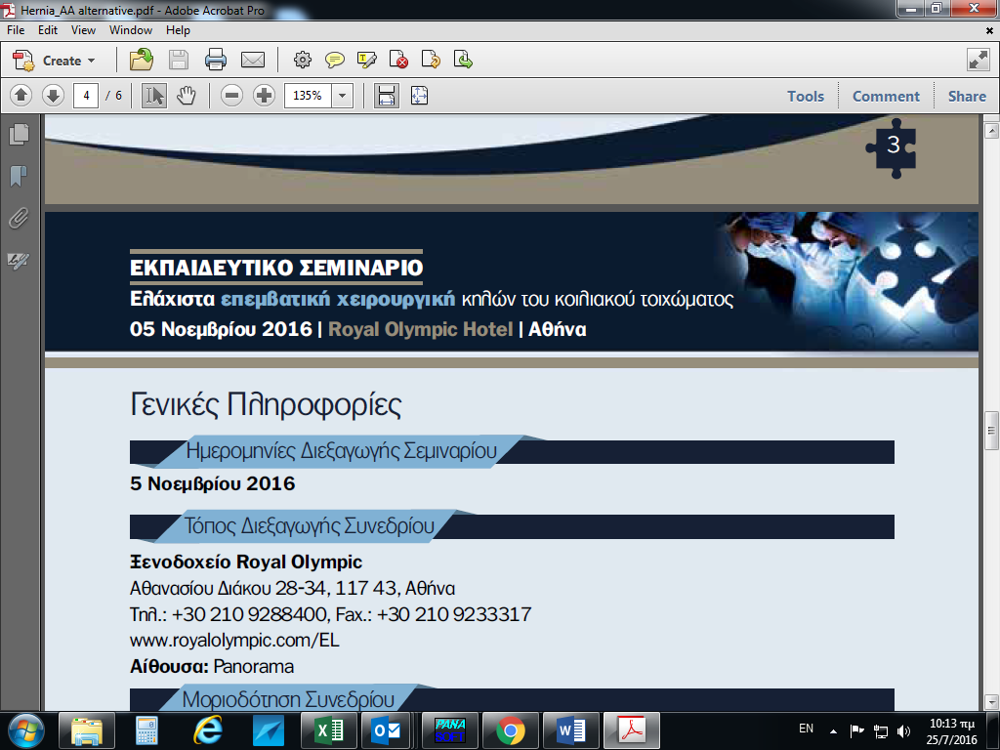 Hernia_AA alternative.pdf - Adobe Acrobat Pro
File Edit View Window Help
Create
4 / 6 135% Tools Comment Share
3
ΕΚΠΑΙΔΕΥΤΙΚΟ ΣΕΜΙΝΑΡΙΟ
Ελάχιστα επεμβατική χειρουργική κηλών του κοιλιακού τοιχώματος
05 Νοεμβρίου 2016 | Royal Olympic Hotel | Αθήνα
Γενικές Πληροφορίες
Ημερομηνίες Διεξαγωγής Σεμιναρίου
5 Νοεμβρίου 2016
Τόπος Διεξαγωγής Συνεδρίου
Ξενοδοχείο Royal Olympic
Αθανασίου Διάκου 28-34, 117 43, Αθήνα
Τηλ.: +30 210 9288400, Fax.: +30 210 9233317
www.royalolympic.com/EL
Αίθουσα: Panorama
Μοριοδότηση Συνεδρίου
PANA
SOFT
EN
10:13 πμ
25/7/2016